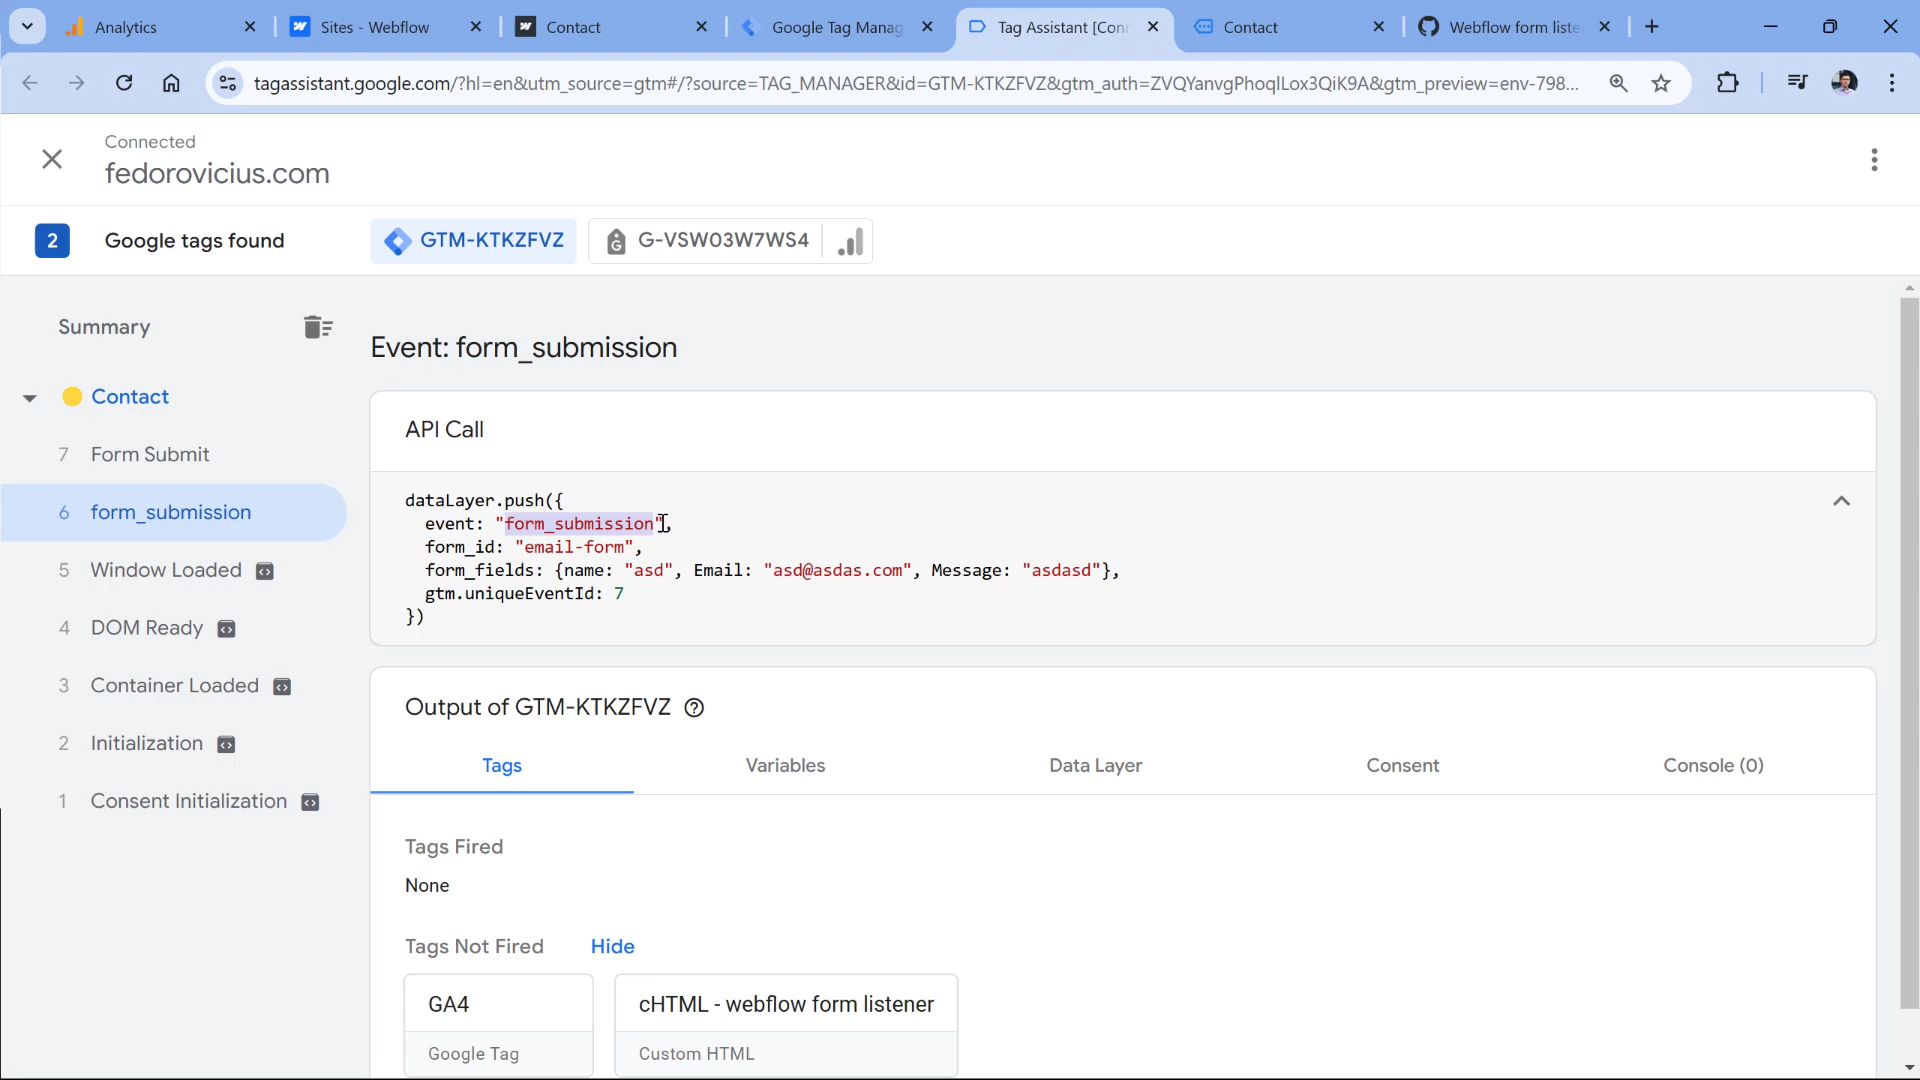 Analytics
Sites - Webflow
Contact
Google Tag Manag
Tag Assistant [Conn
Contact
Webflow form liste
tagassistant.google.com/?hl=en&utm_source=gtm#/?source=TAG_MANAGER&id=GTM-KTKZFVZ&gtm_auth=ZVQYanvgPhoqlLox3QiK9A&gtm_preview=env-798...
Connected
fedorovicius.com
2 Google tags found GTM-KTKZFVZ G-VSW03W7WS4
Summary
Contact
7 Form Submit
6 form_submission
5 Window Loaded
4 DOM Ready
3 Container Loaded
2 Initialization
1 Consent Initialization
Event: form_submission
API Call
dataLayer.push({
event: "form_submission",
form_id: "email-form",
form_fields: {name: "asd", Email: "asd@asdas.com", Message: "asdasd"},
gtm.uniqueEventId: 7
})
Output of GTM-KTKZFVZ
Tags Variables Data Layer Consent Console (0)
Tags Fired
None
Tags Not Fired Hide
GA4
Google Tag
cHTML - webflow form listener
Custom HTML